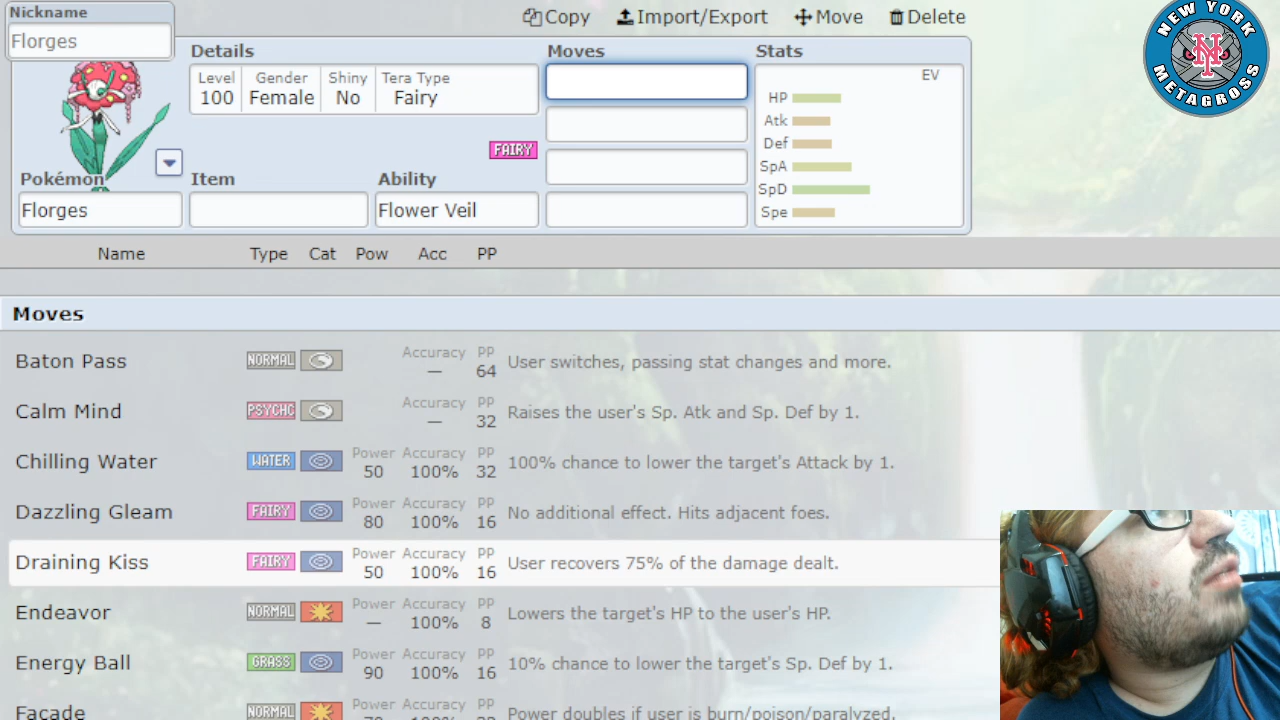 Nickname
Florges
Copy Import/Export Move Delete
NEW YORK
NY
METAGROSS
Details
Level Gender Shiny Tera Type
100 Female No Fairy
FAIRY
Pokémon Item Ability
Florges Flower Veil
Moves
Stats
EV
HP
Atk
Def
SpA
SpD
Spe
Name Type Cat Pow Acc PP
Moves
Baton Pass NORMAL Accuracy — PP 64 User switches, passing stat changes and more.
Calm Mind PSYCHC Accuracy — PP 32 Raises the user's Sp. Atk and Sp. Def by 1.
Chilling Water WATER Power 50 Accuracy 100% PP 32 100% chance to lower the target's Attack by 1.
Dazzling Gleam FAIRY Power 80 Accuracy 100% PP 16 No additional effect. Hits adjacent foes.
Draining Kiss FAIRY Power 50 Accuracy 100% PP 16 User recovers 75% of the damage dealt.
Endeavor NORMAL Power — Accuracy 100% PP 8 Lowers the target's HP to the user's HP.
Energy Ball GRASS Power 90 Accuracy 100% PP 16 10% chance to lower the target's Sp. Def by 1.
Facade NORMAL Power Accuracy PP Power doubles if user is burn/poison/paralyzed.